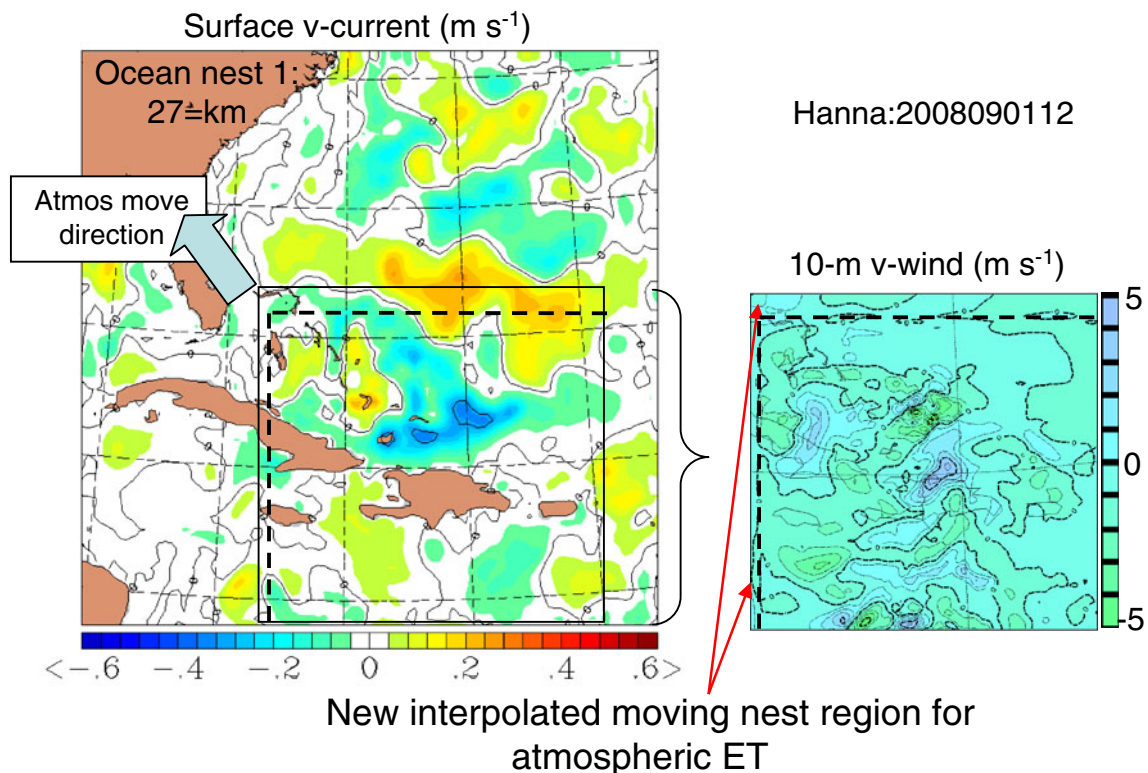 Surface v-current (m s⁻¹)
Ocean nest 1:
27=km
Hanna:2008090112
Atmos move
direction
10-m v-wind (m s⁻¹)
5
0
-5
<-.6 -.4 -.2 0 .2 .4 .6>
New interpolated moving nest region for
atmospheric ET